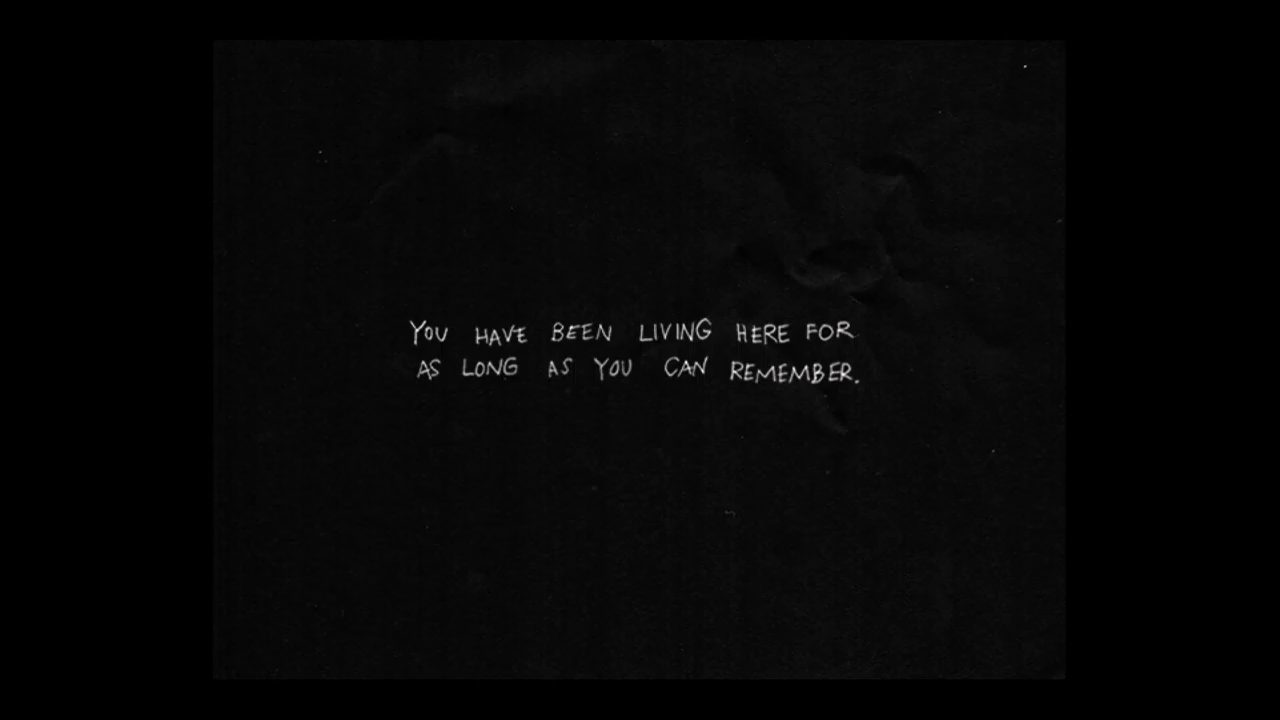 YOU HAVE BEEN LIVING HERE FOR
AS LONG AS YOU CAN REMEMBER.